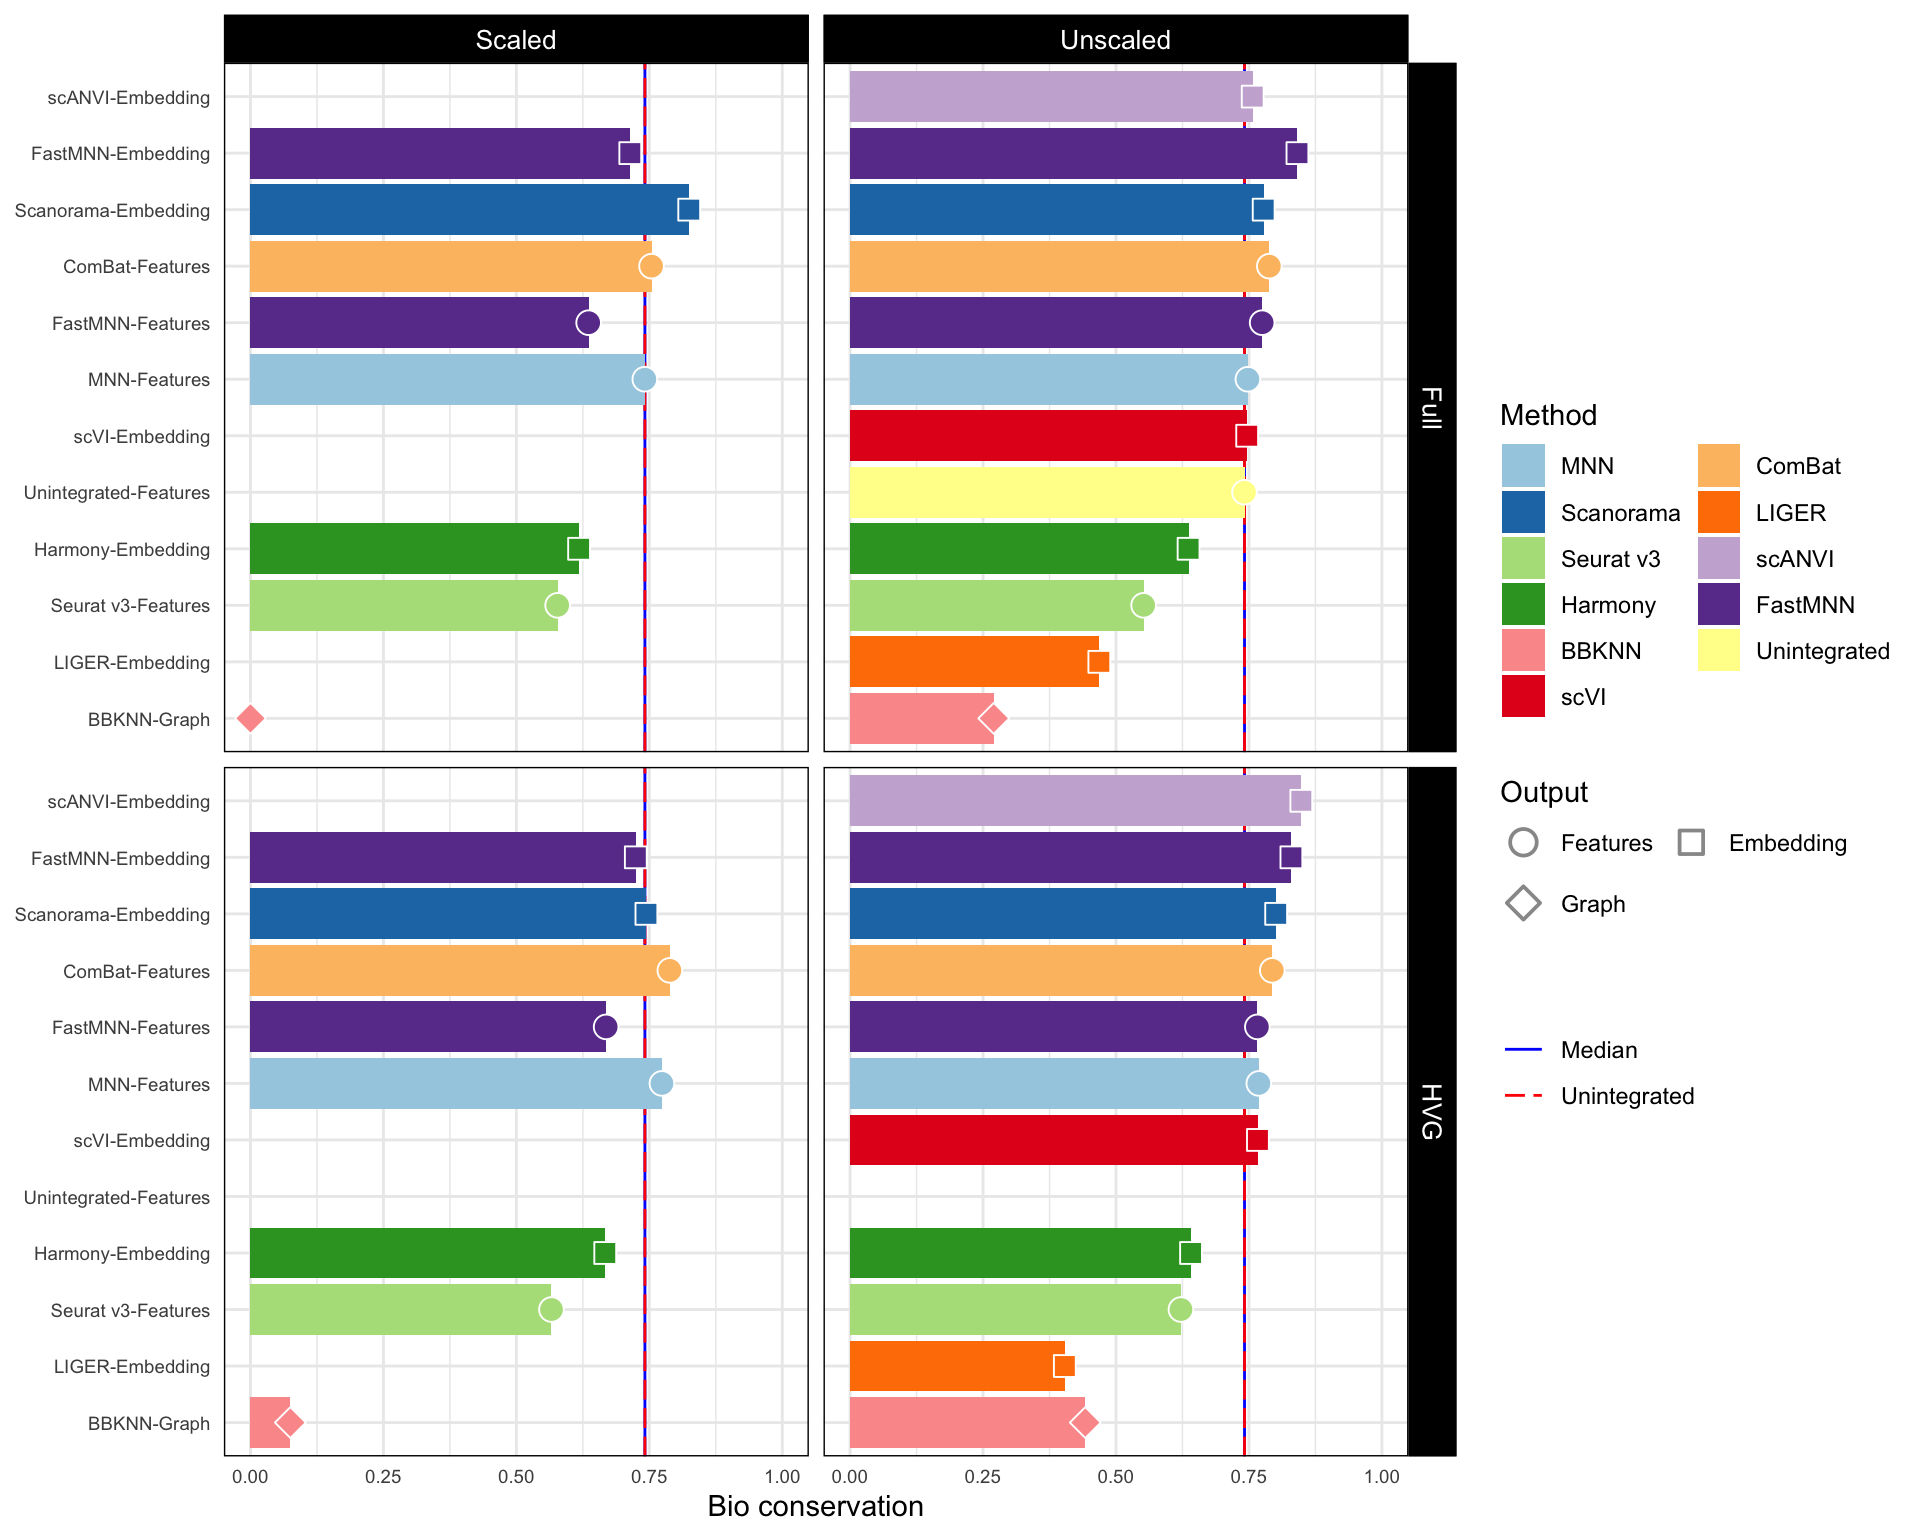 Scaled
Unscaled
scANVI-Embedding
FastMNN-Embedding
Scanorama-Embedding
ComBat-Features
FastMNN-Features
MNN-Features
scVI-Embedding
Unintegrated-Features
Harmony-Embedding
Seurat v3-Features
LIGER-Embedding
BBKNN-Graph
Full
scANVI-Embedding
FastMNN-Embedding
Scanorama-Embedding
ComBat-Features
FastMNN-Features
MNN-Features
scVI-Embedding
Unintegrated-Features
Harmony-Embedding
Seurat v3-Features
LIGER-Embedding
BBKNN-Graph
HVG
0.00 0.25 0.50 0.75 1.00
0.00 0.25 0.50 0.75 1.00
Bio conservation
Method
MNN
Scanorama
Seurat v3
Harmony
BBKNN
scVI
ComBat
LIGER
scANVI
FastMNN
Unintegrated
Output
Features
Embedding
Graph
Median
Unintegrated